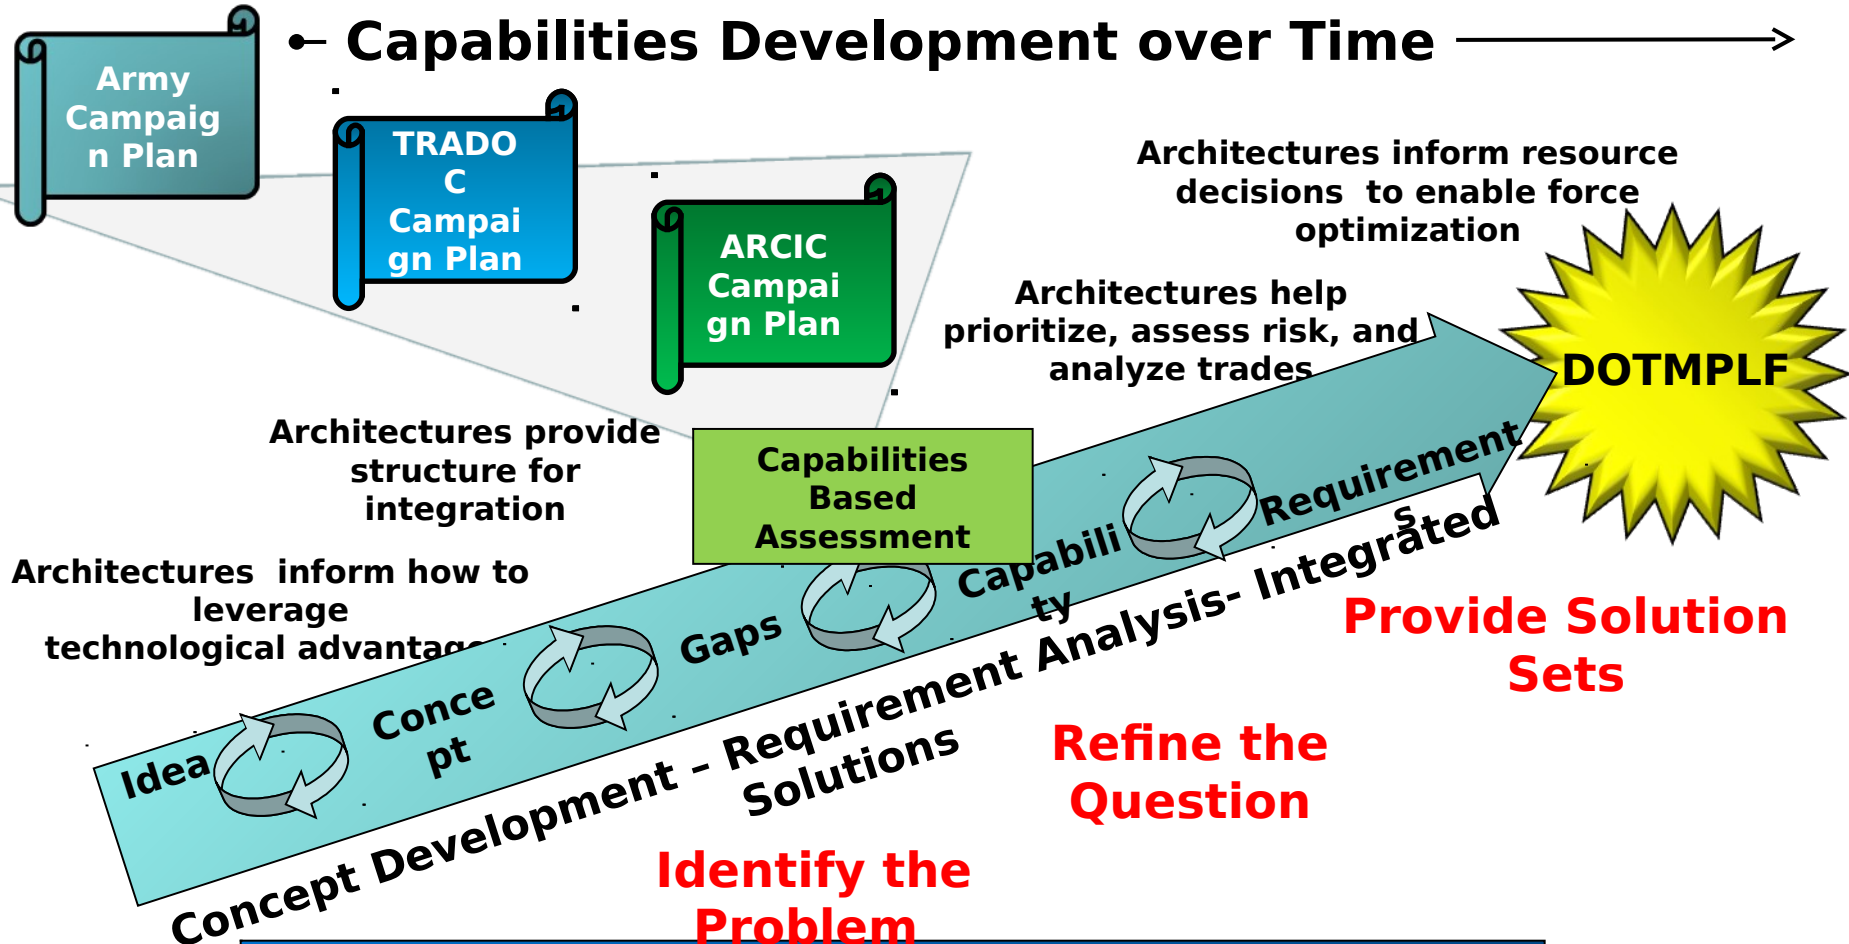 Capabilities Development over Time
Army
Campaig
n Plan
TRADO
C
Campai
gn Plan
ARCIC
Campai
gn Plan
Architectures inform resource
decisions to enable force
optimization
Architectures help
prioritize, assess risk, and
analyze trades
DOTMPLF
Architectures provide
structure for
integration
Capabilities
Based
Assessment
Architectures inform how to
leverage
technological advantage
Idea
Conce
pt
Gaps
Capabili
ty
Requirement
s
Concept Development – Requirement Analysis- Integrated
Solutions
Provide Solution
Sets
Refine the
Question
Identify the
Problem